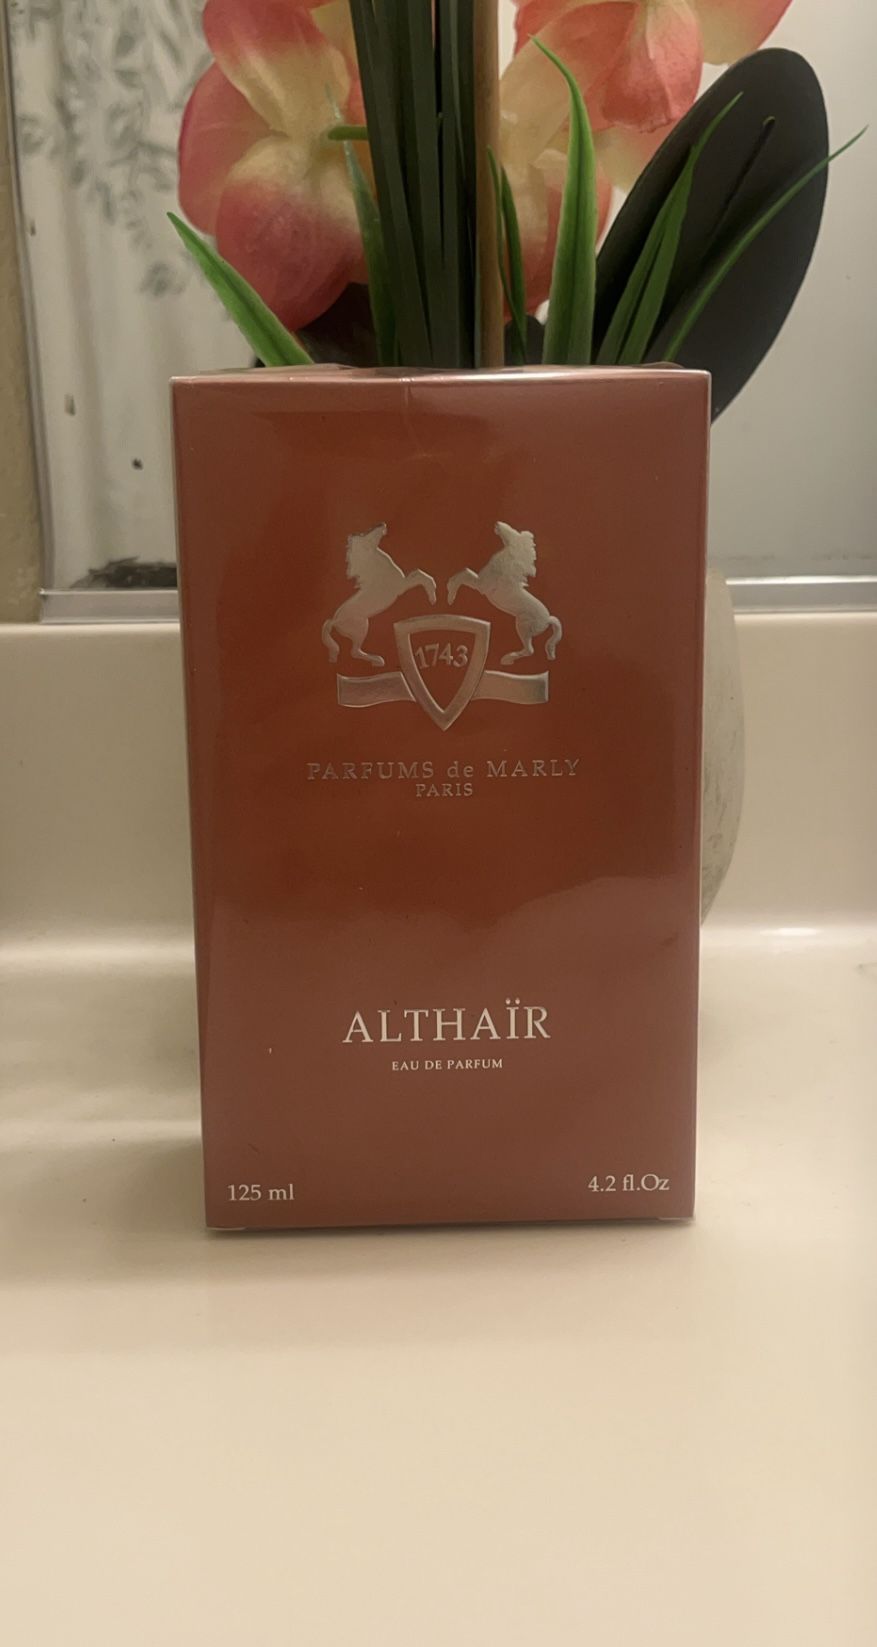 1743
PARFUMS de MARLY
PARIS
ALTHAÏR
EAU DE PARFUM
125 ml 4.2 fl.Oz